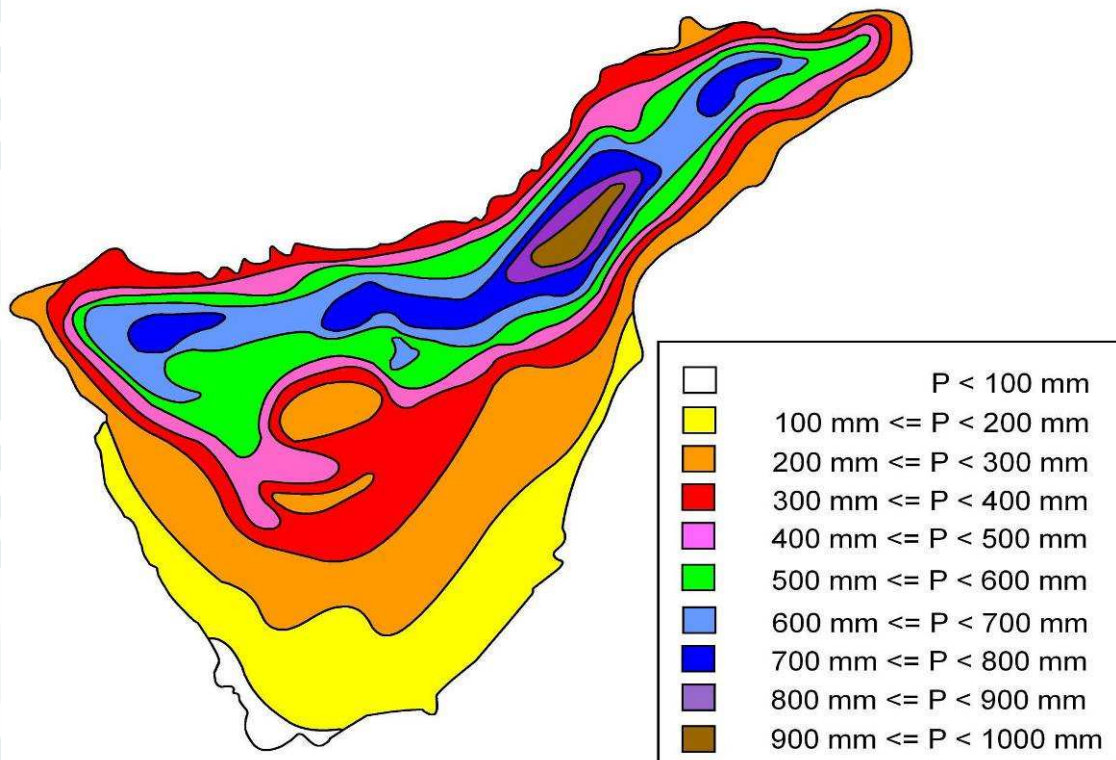 P < 100 mm
100 mm <= P < 200 mm
200 mm <= P < 300 mm
300 mm <= P < 400 mm
400 mm <= P < 500 mm
500 mm <= P < 600 mm
600 mm <= P < 700 mm
700 mm <= P < 800 mm
800 mm <= P < 900 mm
900 mm <= P < 1000 mm